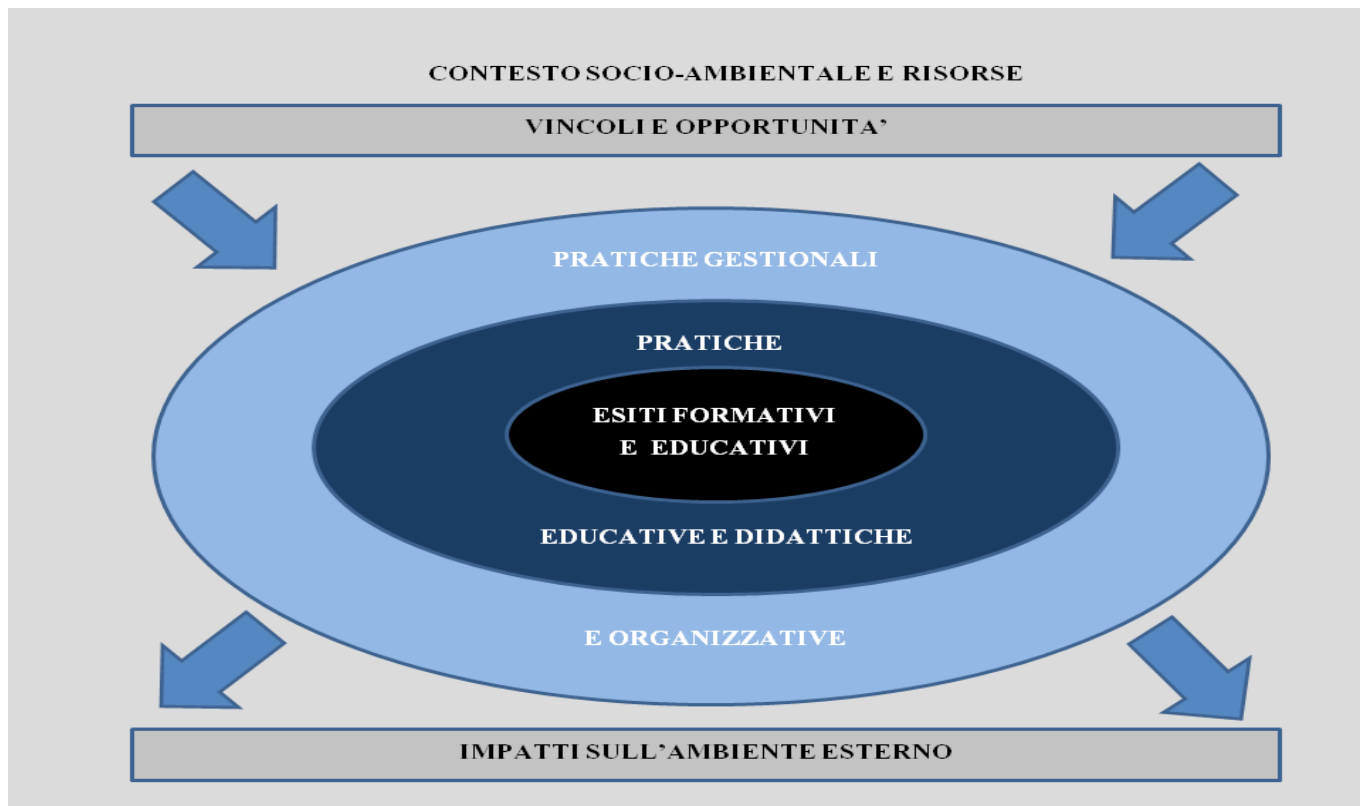 CONTESTO SOCIO-AMBIENTALE E RISORSE
VINCOLI E OPPORTUNITA’
PRATICHE GESTIONALI
PRATICHE
ESITI FORMATIVI
E EDUCATIVI
EDUCATIVE E DIDATTICHE
E ORGANIZZATIVE
IMPATTI SULL’AMBIENTE ESTERNO